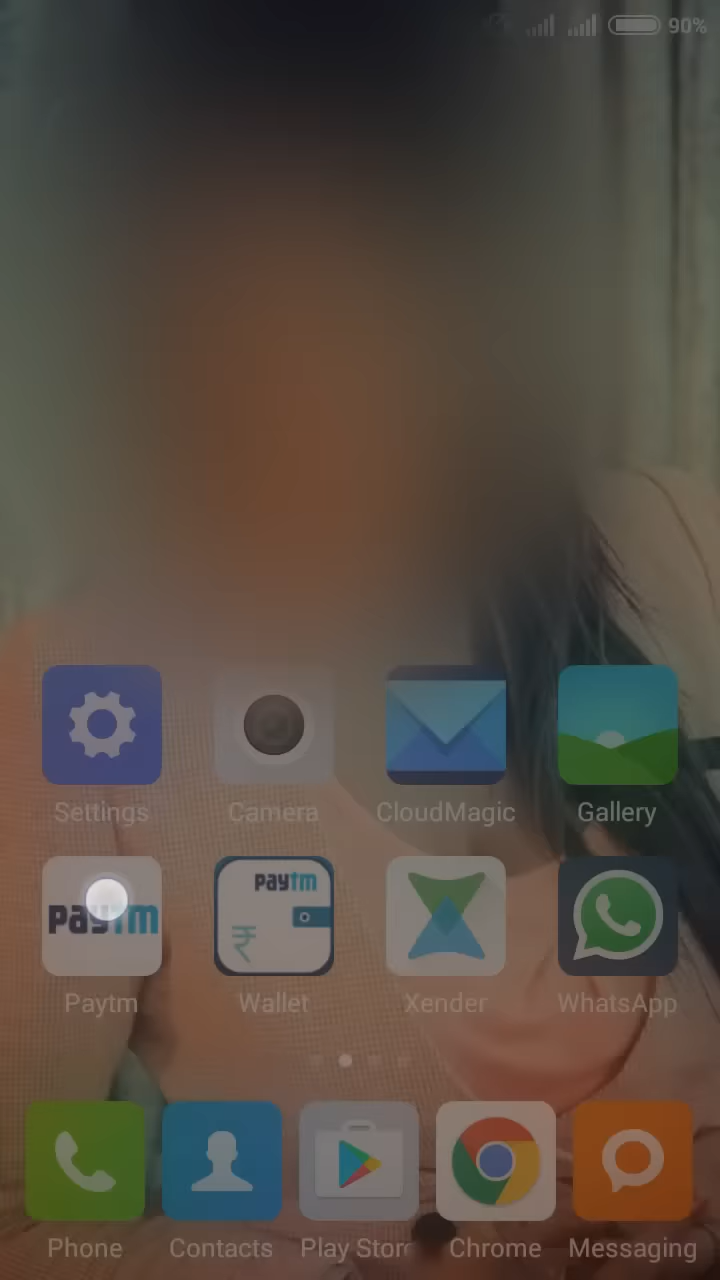 90%
Settings Camera CloudMagic Gallery
paytm paytm
Paytm Wallet Xender WhatsApp
Phone Contacts Play Store Chrome Messaging